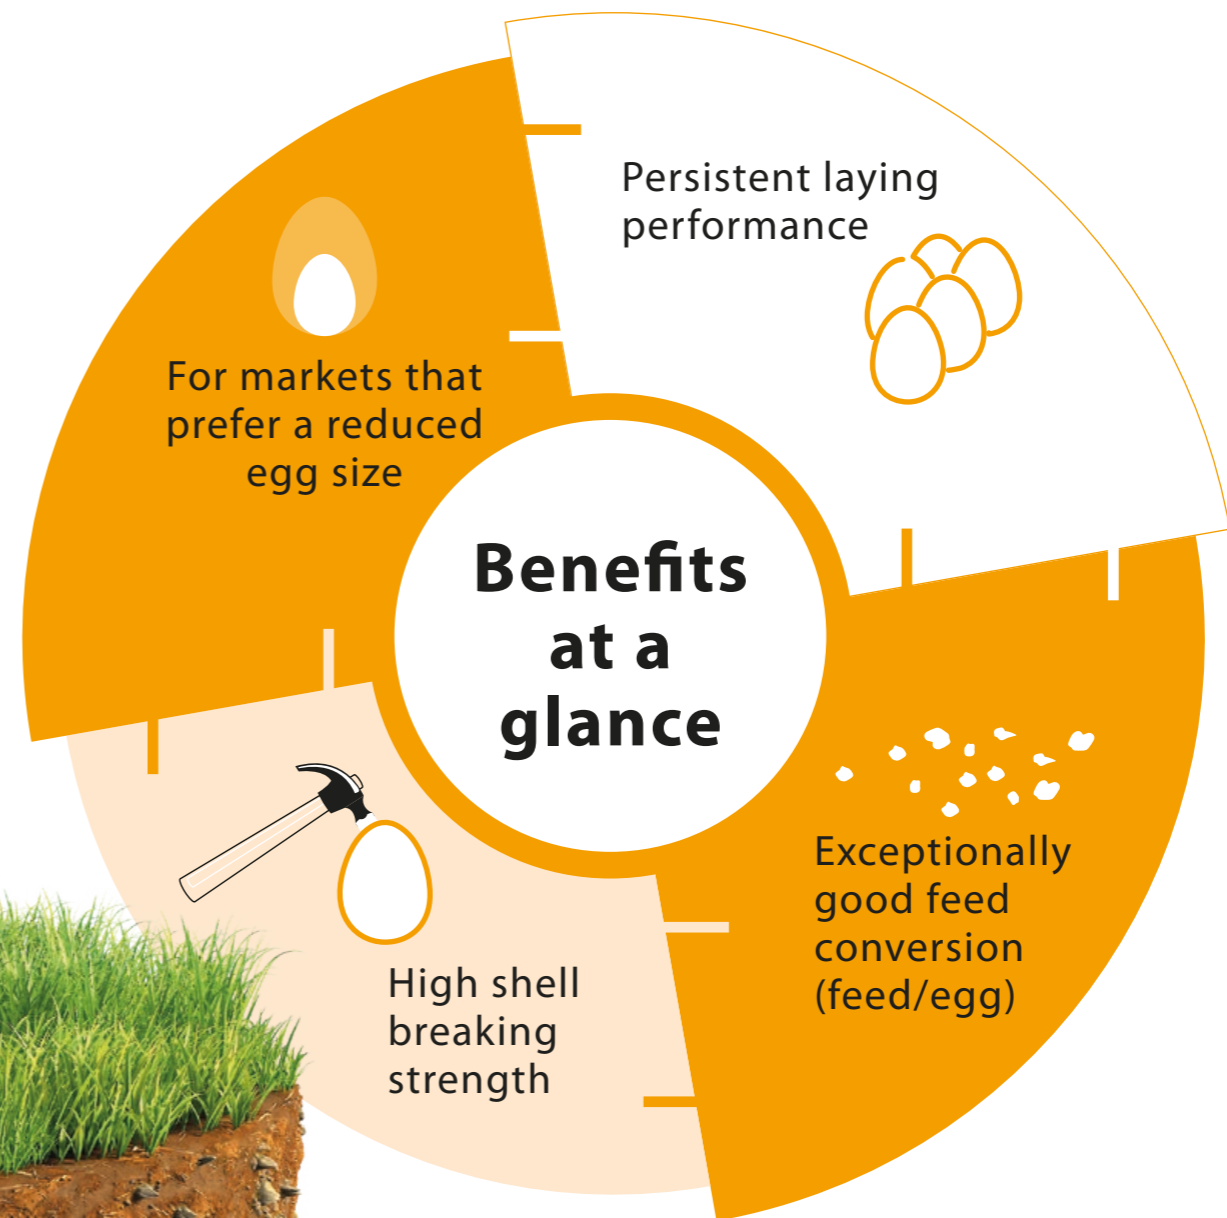 Persistent laying
performance
For markets that
prefer a reduced
egg size
Benefits
at a
glance
Exceptionally
good feed
conversion
(feed/egg)
High shell
breaking
strength